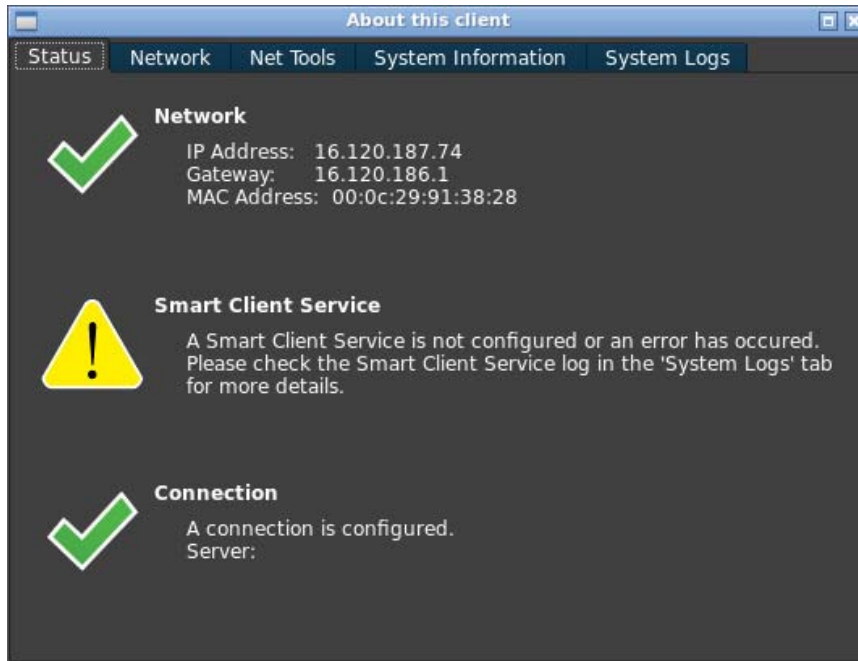 About this client
Status Network Net Tools System Information System Logs
Network
IP Address: 16.120.187.74
Gateway: 16.120.186.1
MAC Address: 00:0c:29:91:38:28
Smart Client Service
A Smart Client Service is not configured or an error has occured.
Please check the Smart Client Service log in the 'System Logs' tab
for more details.
Connection
A connection is configured.
Server: